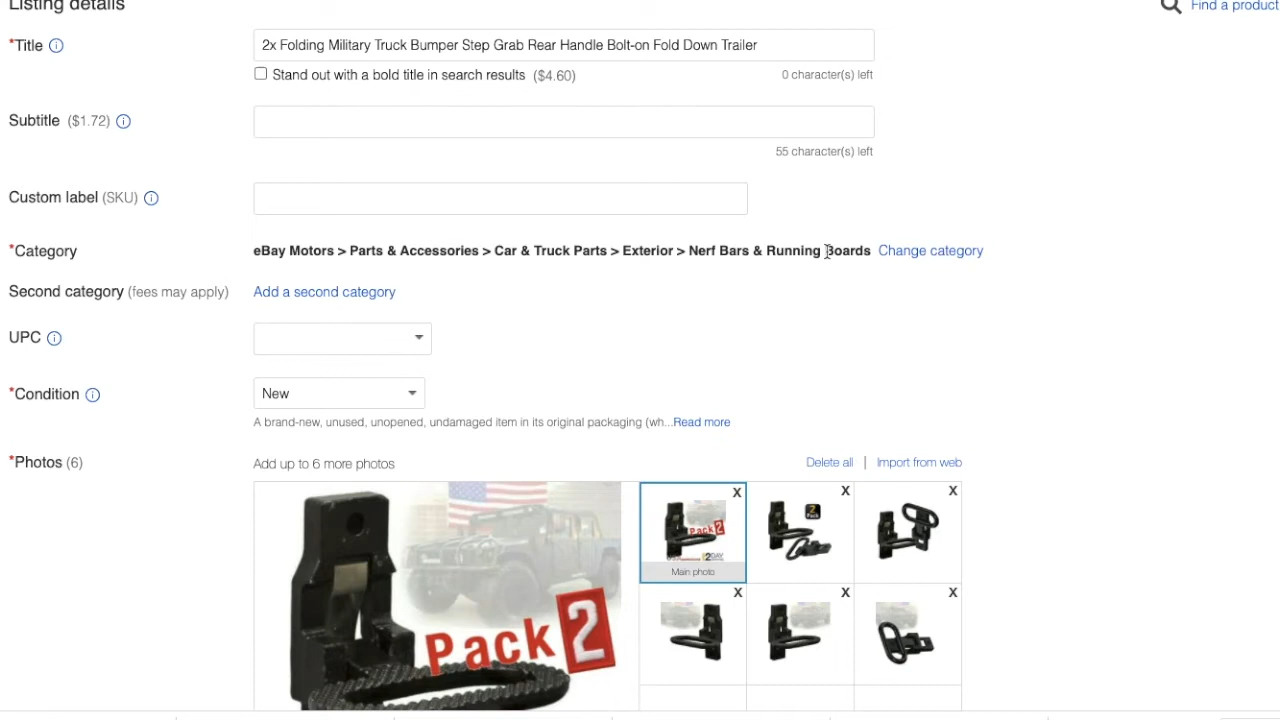 Listing details
Find a product
*Title
2x Folding Military Truck Bumper Step Grab Rear Handle Bolt-on Fold Down Trailer
Stand out with a bold title in search results ($4.60)
0 character(s) left
Subtitle ($1.72)
55 character(s) left
Custom label (SKU)
*Category
eBay Motors > Parts & Accessories > Car & Truck Parts > Exterior > Nerf Bars & Running Boards Change category
Second category (fees may apply)
Add a second category
UPC
*Condition
New
A brand-new, unused, unopened, undamaged item in its original packaging (wh...Read more
*Photos (6)
Add up to 6 more photos
Delete all | Import from web
X X X
Pack 2
2 Pack
2DAY
Main photo
X X X
Pack 2